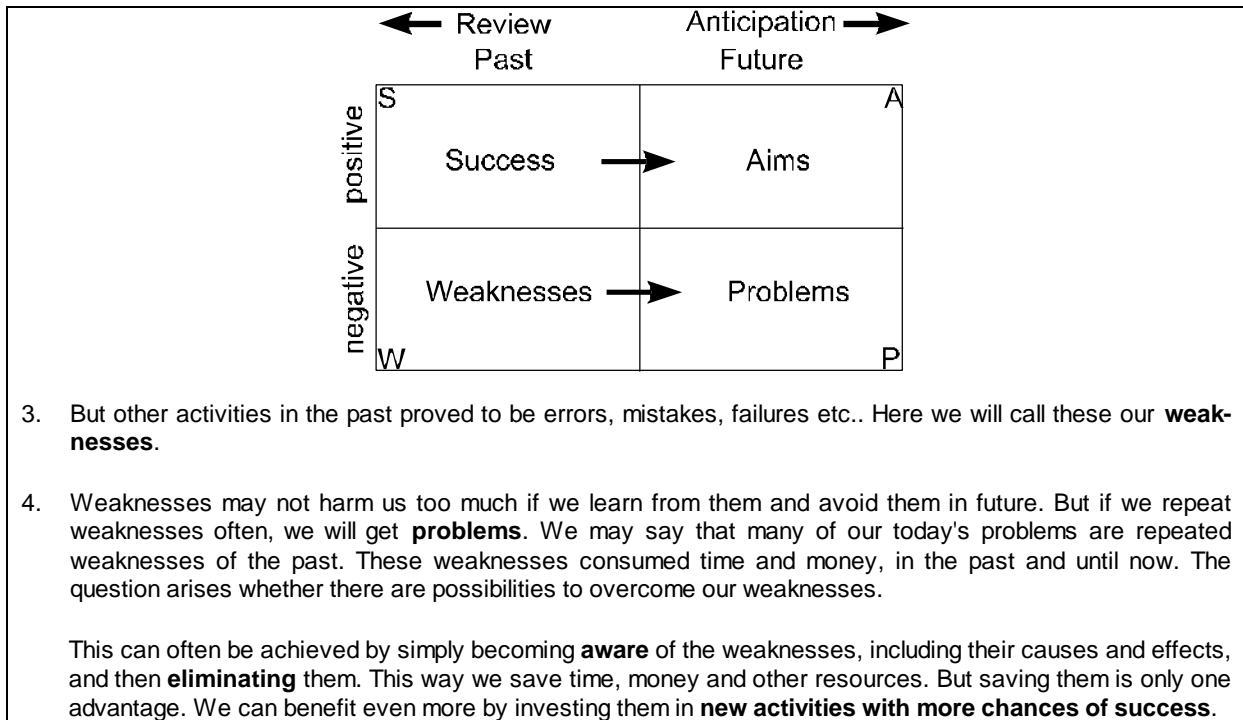 Review Anticipation
Past Future
S A
positive
Success Aims
negative
Weaknesses Problems
W P
3. But other activities in the past proved to be errors, mistakes, failures etc.. Here we will call these our weak-
nesses.
4. Weaknesses may not harm us too much if we learn from them and avoid them in future. But if we repeat
weaknesses often, we will get problems. We may say that many of our today's problems are repeated
weaknesses of the past. These weaknesses consumed time and money, in the past and until now. The
question arises whether there are possibilities to overcome our weaknesses.
This can often be achieved by simply becoming aware of the weaknesses, including their causes and effects,
and then eliminating them. This way we save time, money and other resources. But saving them is only one
advantage. We can benefit even more by investing them in new activities with more chances of success.